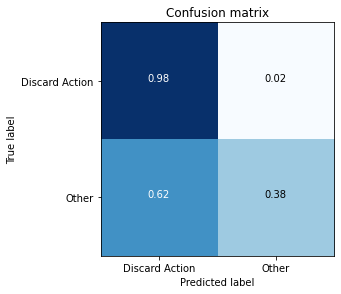 Confusion matrix
Discard Action
0.98
0.02
True label
Other
0.62
0.38
Discard Action
Other
Predicted label